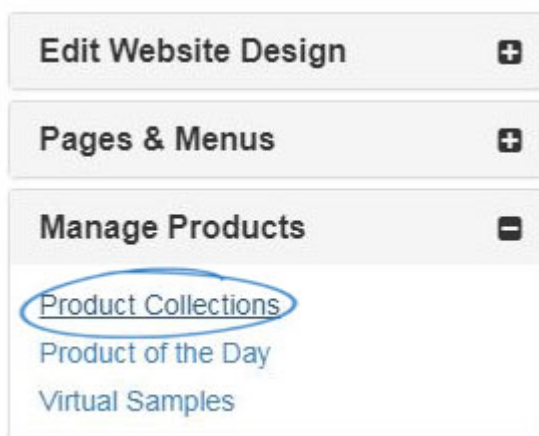 Edit Website Design
Pages & Menus
Manage Products
Product Collections
Product of the Day
Virtual Samples